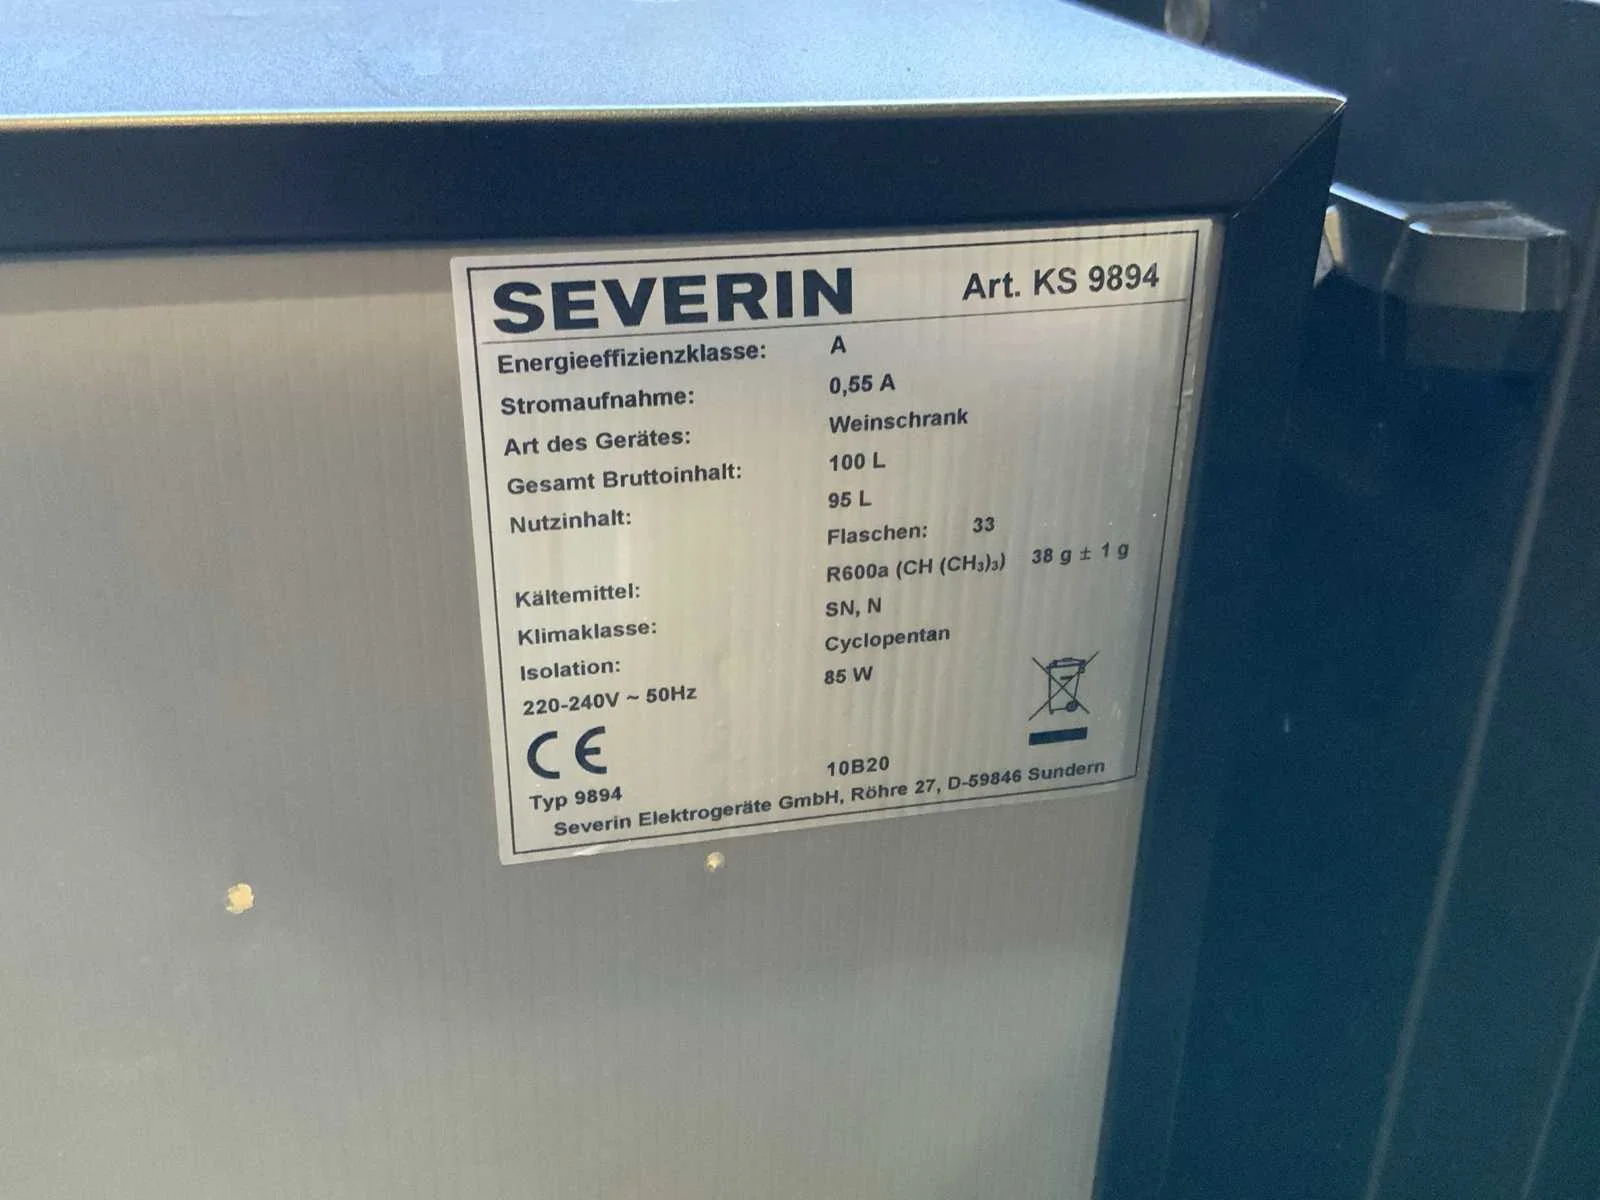 SEVERIN Art. KS 9894
Energieeffizienzklasse: A
Stromaufnahme: 0,55 A
Art des Gerätes: Weinschrank
Gesamt Bruttoinhalt: 100 L
Nutzinhalt: 95 L
Flaschen: 33
Kältemittel: R600a (CH (CH₃)₃) 38 g ± 1 g
Klimaklasse: SN, N
Isolation: Cyclopentan
220-240V ~ 50Hz 85 W
CE
Typ 9894 10B20
Severin Elektrogeräte GmbH, Röhre 27, D-59846 Sundern